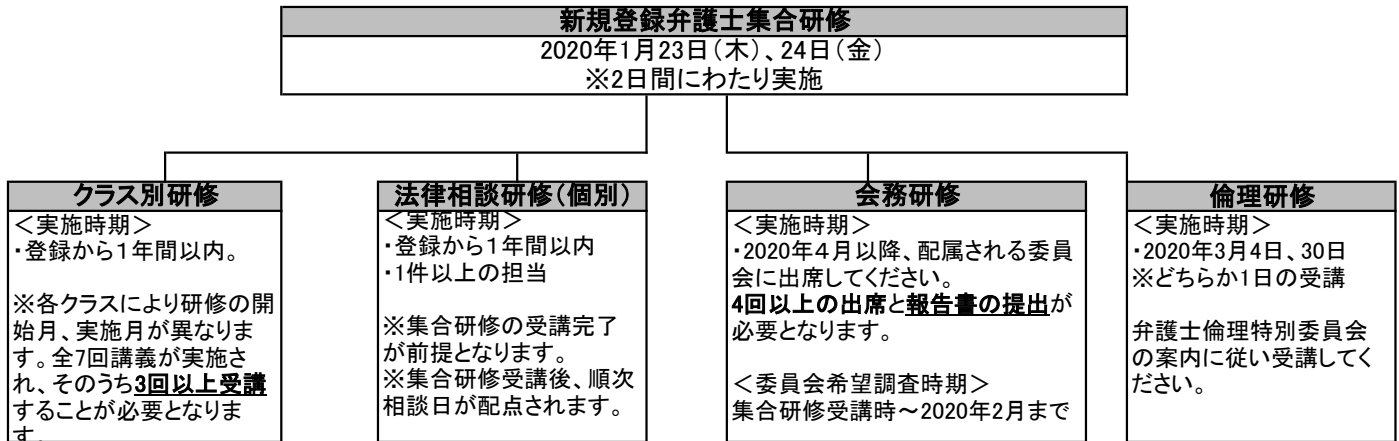 新規登録弁護士集合研修
2020年1月23日（木）、24日（金）
※2日間にわたり実施
クラス別研修
＜実施時期＞
・登録から１年間以内。
※各クラスにより研修の開
始月、実施月が異なりま
す。全7回講義が実施さ
れ、そのうち3回以上受講
することが必要となりま
す。
法律相談研修（個別）
＜実施時期＞
・登録から１年間以内
・1件以上の担当
※集合研修の受講完了
が前提となります。
※集合研修受講後、順次
相談日が配点されます。
会務研修
＜実施時期＞
・2020年４月以降、配属される委員
会に出席してください。
4回以上の出席と報告書の提出が
必要となります。
＜委員会希望調査時期＞
集合研修受講時～2020年2月まで
倫理研修
＜実施時期＞
・2020年3月4日、30日
※どちらか1日の受講
弁護士倫理特別委員会
の案内に従い受講してく
ださい。